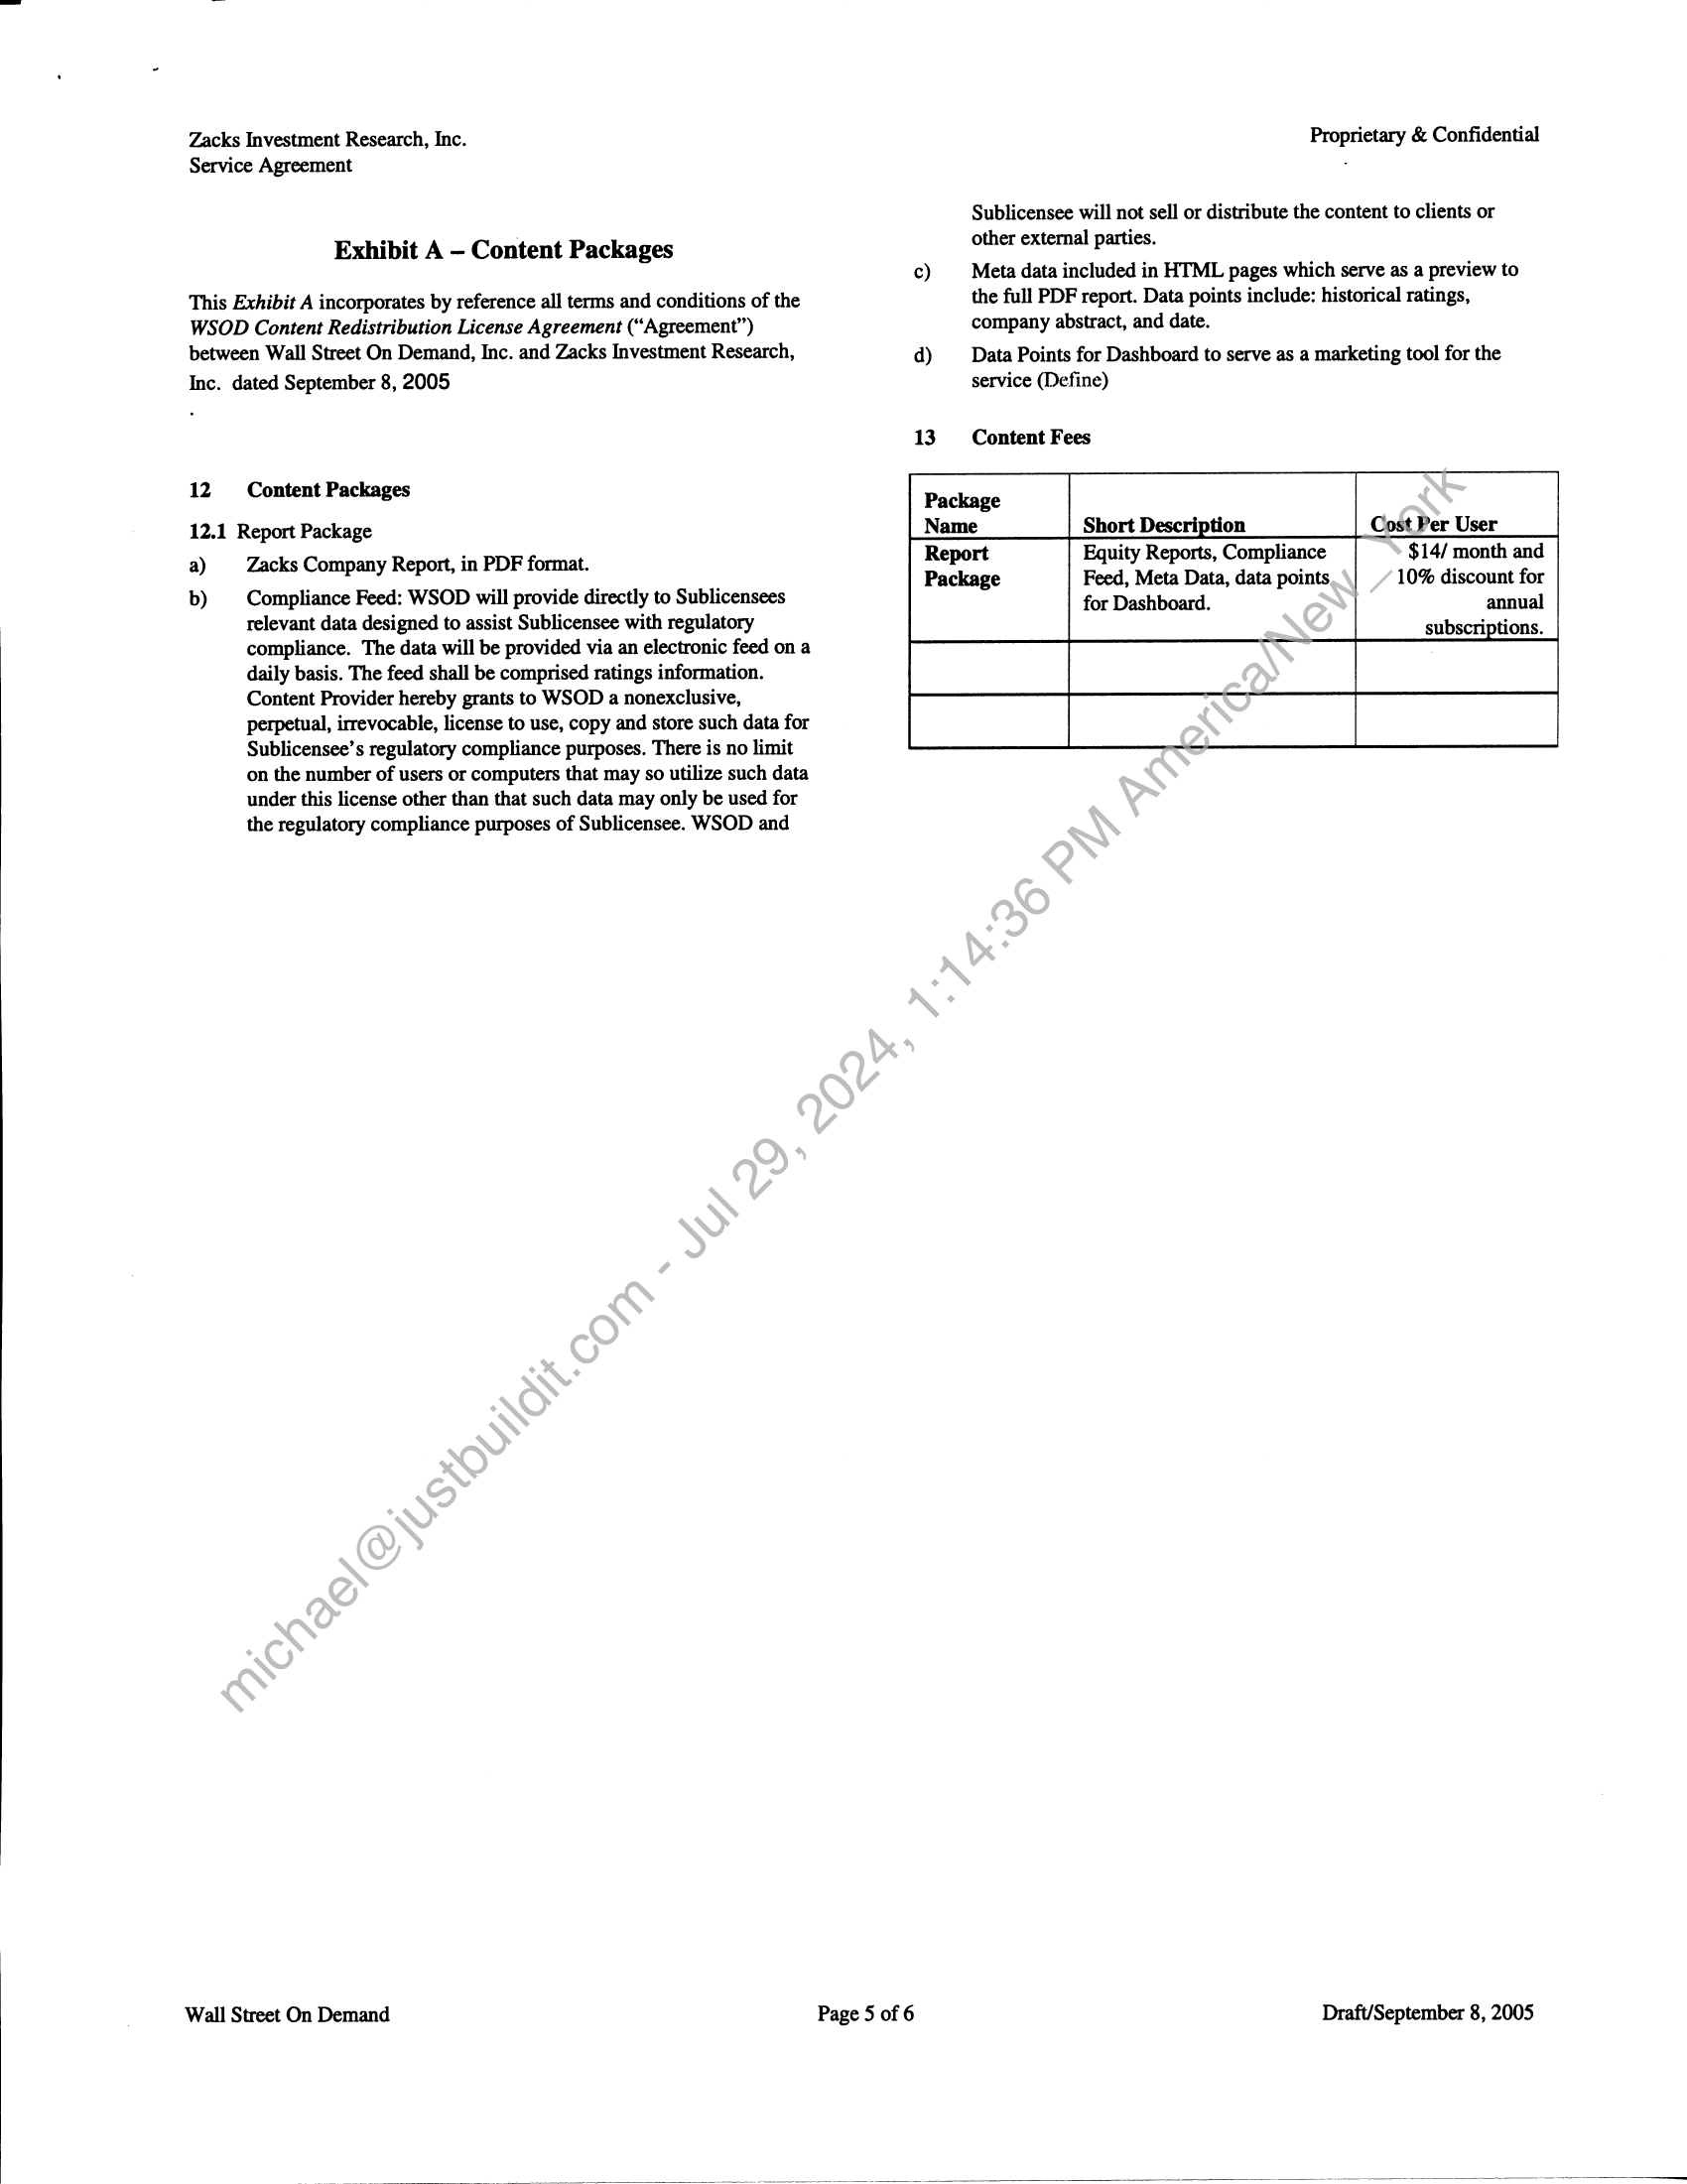 Zacks Investment Research, Inc.
Service Agreement
Proprietary & Confidential
Exhibit A – Content Packages
This Exhibit A incorporates by reference all terms and conditions of the
WSOD Content Redistribution License Agreement (“Agreement”)
between Wall Street On Demand, Inc. and Zacks Investment Research,
Inc. dated September 8, 2005
.
12 Content Packages
12.1 Report Package
a) Zacks Company Report, in PDF format.
b) Compliance Feed: WSOD will provide directly to Sublicensees
relevant data designed to assist Sublicensee with regulatory
compliance. The data will be provided via an electronic feed on a
daily basis. The feed shall be comprised ratings information.
Content Provider hereby grants to WSOD a nonexclusive,
perpetual, irrevocable, license to use, copy and store such data for
Sublicensee’s regulatory compliance purposes. There is no limit
on the number of users or computers that may so utilize such data
under this license other than that such data may only be used for
the regulatory compliance purposes of Sublicensee. WSOD and
Sublicensee will not sell or distribute the content to clients or
other external parties.
c) Meta data included in HTML pages which serve as a preview to
the full PDF report. Data points include: historical ratings,
company abstract, and date.
d) Data Points for Dashboard to serve as a marketing tool for the
service (Define)
13 Content Fees
Package
Name Short Description Cost Per User
Report Equity Reports, Compliance $14/ month and
Package Feed, Meta Data, data points 10% discount for
for Dashboard. annual
subscriptions.
michael@justbuildit.com - Jul 29, 2024, 1:14:36 PM America/New_York
Wall Street On Demand
Page 5 of 6
Draft/September 8, 2005